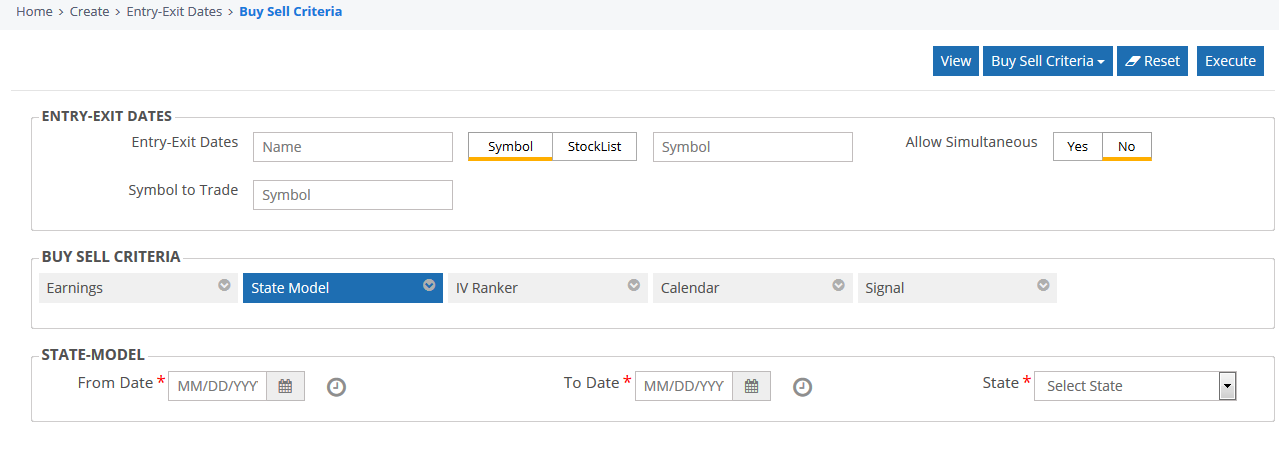 Home > Create > Entry-Exit Dates > Buy Sell Criteria
View Buy Sell Criteria Reset Execute
ENTRY-EXIT DATES
Entry-Exit Dates Name Symbol StockList Symbol Allow Simultaneous Yes No
Symbol to Trade Symbol
BUY SELL CRITERIA
Earnings State Model IV Ranker Calendar Signal
STATE-MODEL
From Date * MM/DD/YYY To Date * MM/DD/YYY State * Select State